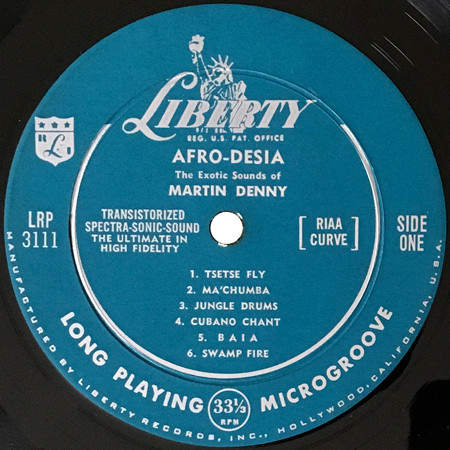 LIBERTY
REG. U.S. PAT. OFFICE
AFRO-DESIA
The Exotic Sounds of
MARTIN DENNY
LRP
3111
TRANSISTORIZED
SPECTRA-SONIC-SOUND
THE ULTIMATE IN
HIGH FIDELITY
[ RIAA
CURVE ]
SIDE
ONE
1. TSETSE FLY
2. MA'CHUMBA
3. JUNGLE DRUMS
4. CUBANO CHANT
5. BAIA
6. SWAMP FIRE
LONG PLAYING 33⅓ RPM MICROGROOVE
MANUFACTURED BY LIBERTY RECORDS, INC., HOLLYWOOD, CALIFORNIA, U.S.A.